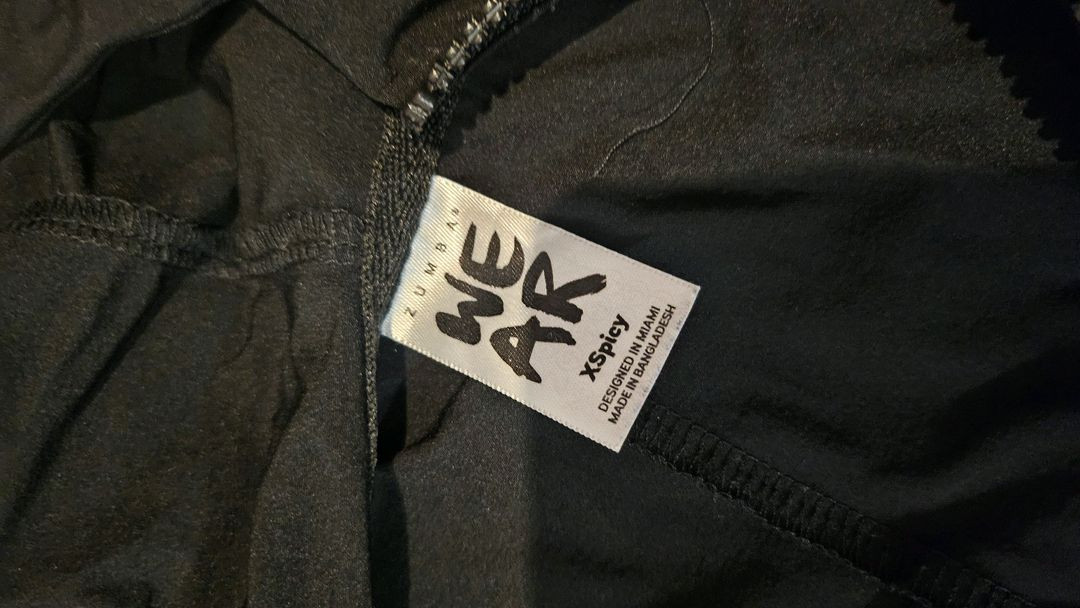 ZUMBA®
WE
AR
XSpicy
DESIGNED IN MIAMI
MADE IN BANGLADESH